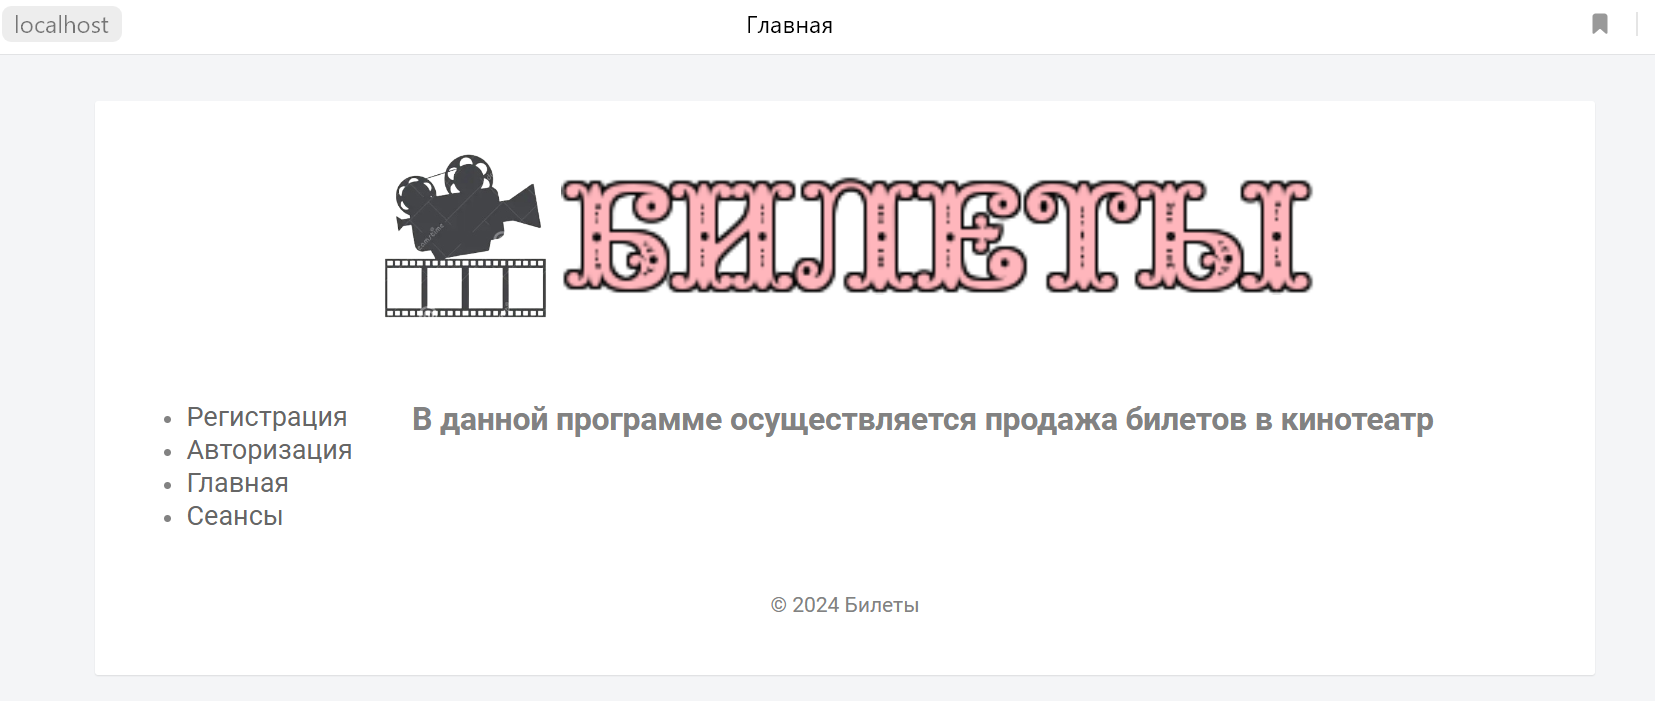 localhost
Главная
БИЛЕТЫ
Регистрация
Авторизация
Главная
Сеансы
В данной программе осуществляется продажа билетов в кинотеатр
© 2024 Билеты